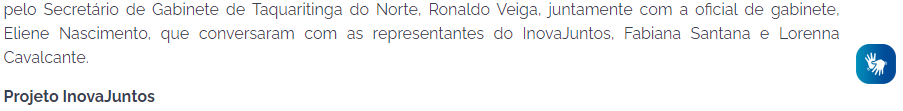 pelo Secretário de Gabinete de Taquaritinga do Norte, Ronaldo Veiga, juntamente com a oficial de gabinete,
Eliene Nascimento, que conversaram com as representantes do InovaJuntos, Fabiana Santana e Lorenna
Cavalcante.
Projeto InovaJuntos